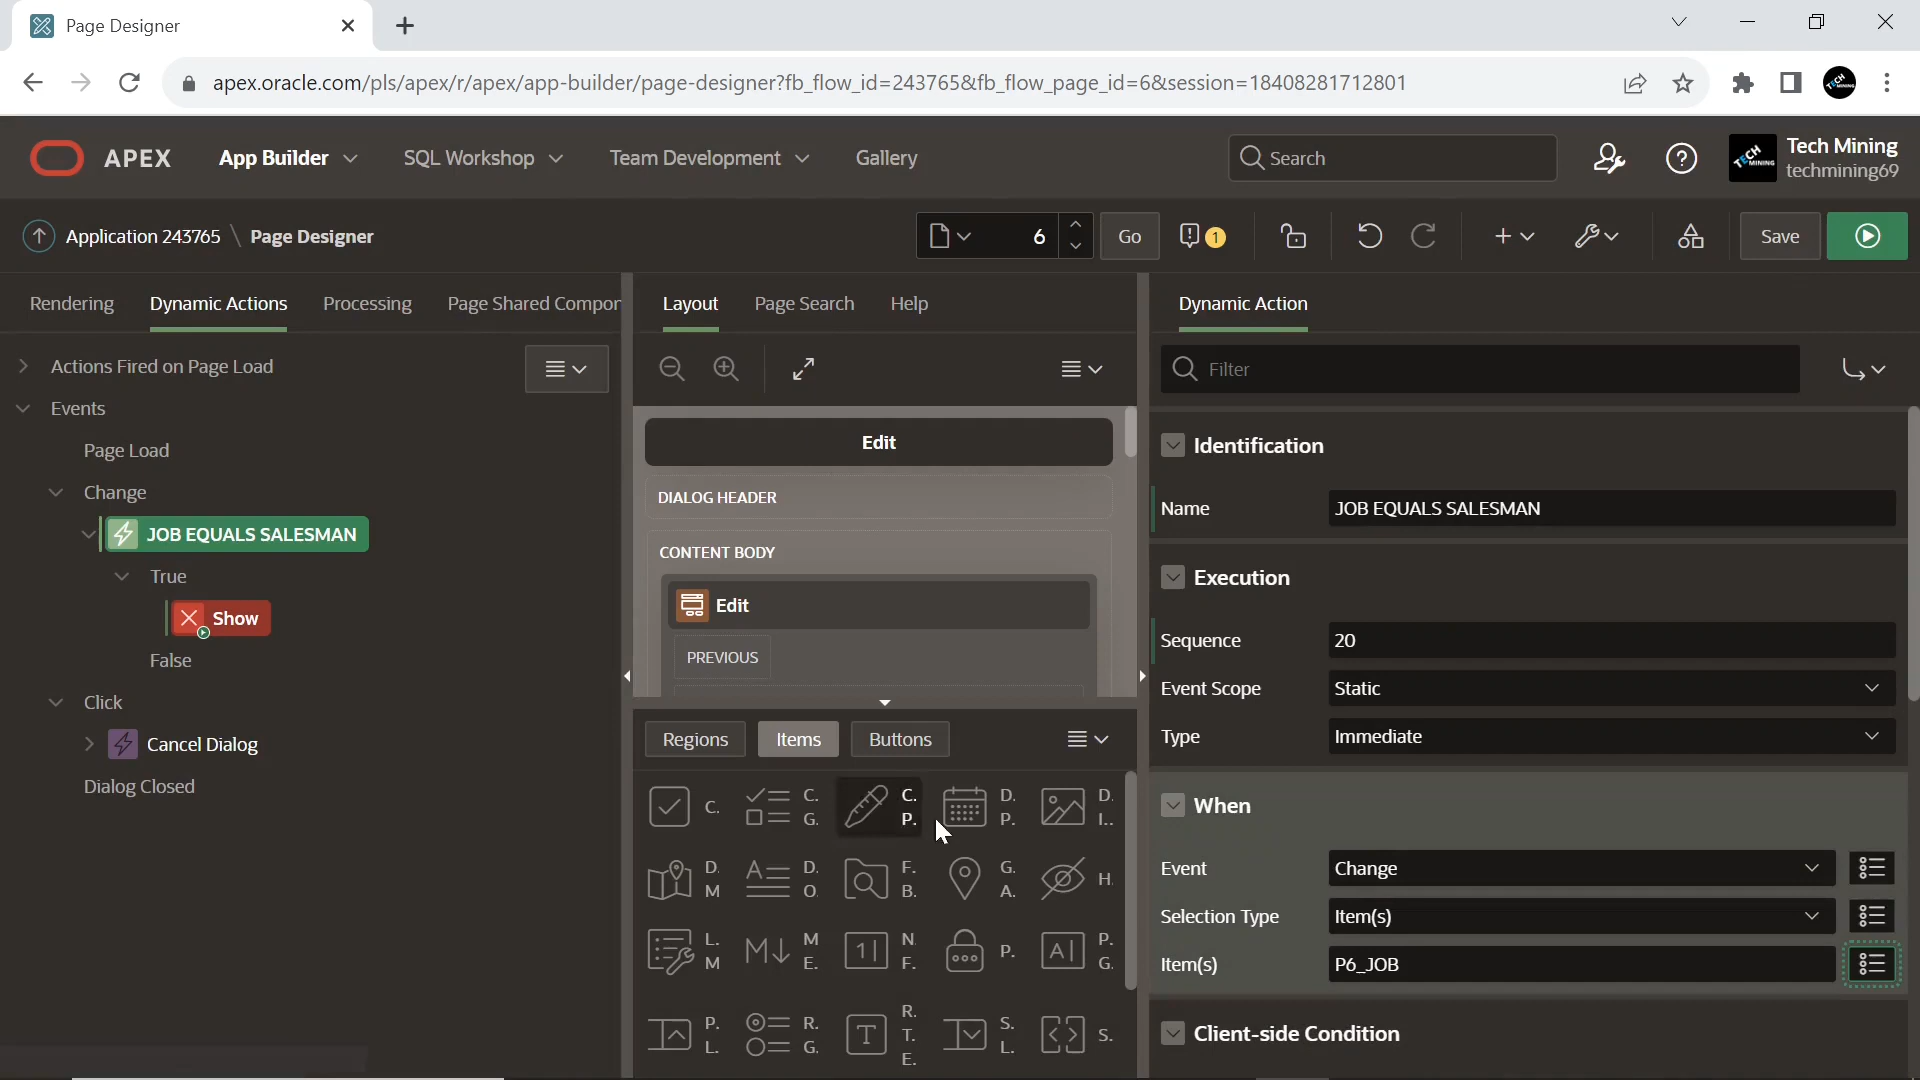 Page Designer
apex.oracle.com/pls/apex/r/apex/app-builder/page-designer?fb_flow_id=243765&fb_flow_page_id=6&session=18408281712801
APEX App Builder SQL Workshop Team Development Gallery Search Tech Mining
techmining69
Application 243765 \ Page Designer 6 Go 1 Save
Rendering Dynamic Actions Processing Page Shared Compon
Layout Page Search Help
Dynamic Action
Actions Fired on Page Load
Events
Page Load
Change
JOB EQUALS SALESMAN
True
Show
False
Click
Cancel Dialog
Dialog Closed
Edit
DIALOG HEADER
CONTENT BODY
Edit
PREVIOUS
Regions Items Buttons
C. C. G. C. P. D. P. D. I..
D. M D. O. F. B. G. A. H.
L. M M E. N. F. P. P. G.
P. L. R. G. R. T. E. S. L. S.
Filter
Identification
Name JOB EQUALS SALESMAN
Execution
Sequence 20
Event Scope Static
Type Immediate
When
Event Change
Selection Type Item(s)
Item(s) P6_JOB
Client-side Condition